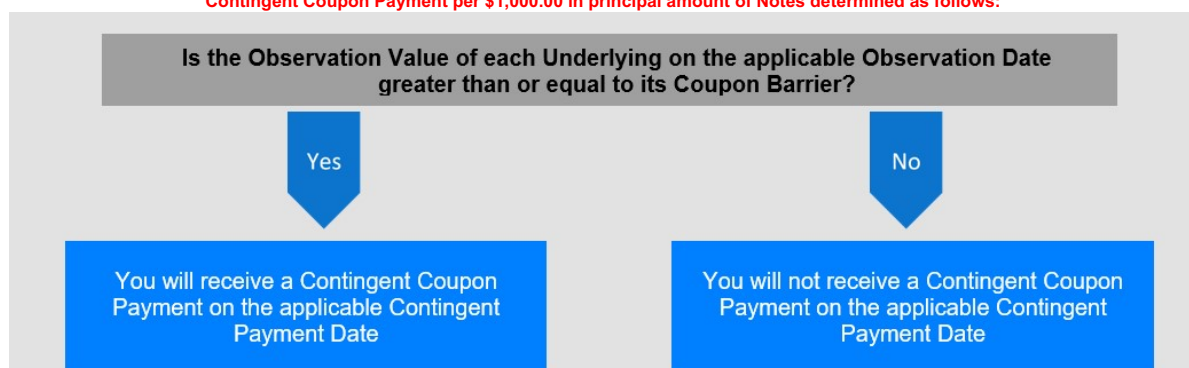 Contingent Coupon Payment per $1,000.00 in principal amount of Notes determined as follows:
Is the Observation Value of each Underlying on the applicable Observation Date
greater than or equal to its Coupon Barrier?
Yes
No
You will receive a Contingent Coupon
Payment on the applicable Contingent
Payment Date
You will not receive a Contingent Coupon
Payment on the applicable Contingent
Payment Date